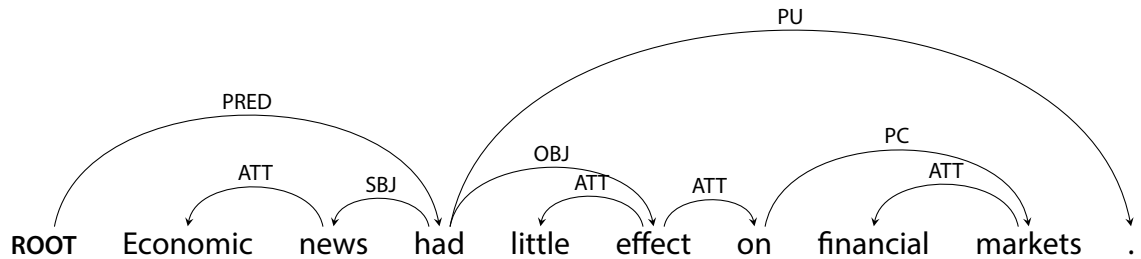 PU
PRED
PC
OBJ
ATT SBJ ATT ATT ATT
ROOT Economic news had little effect on financial markets .